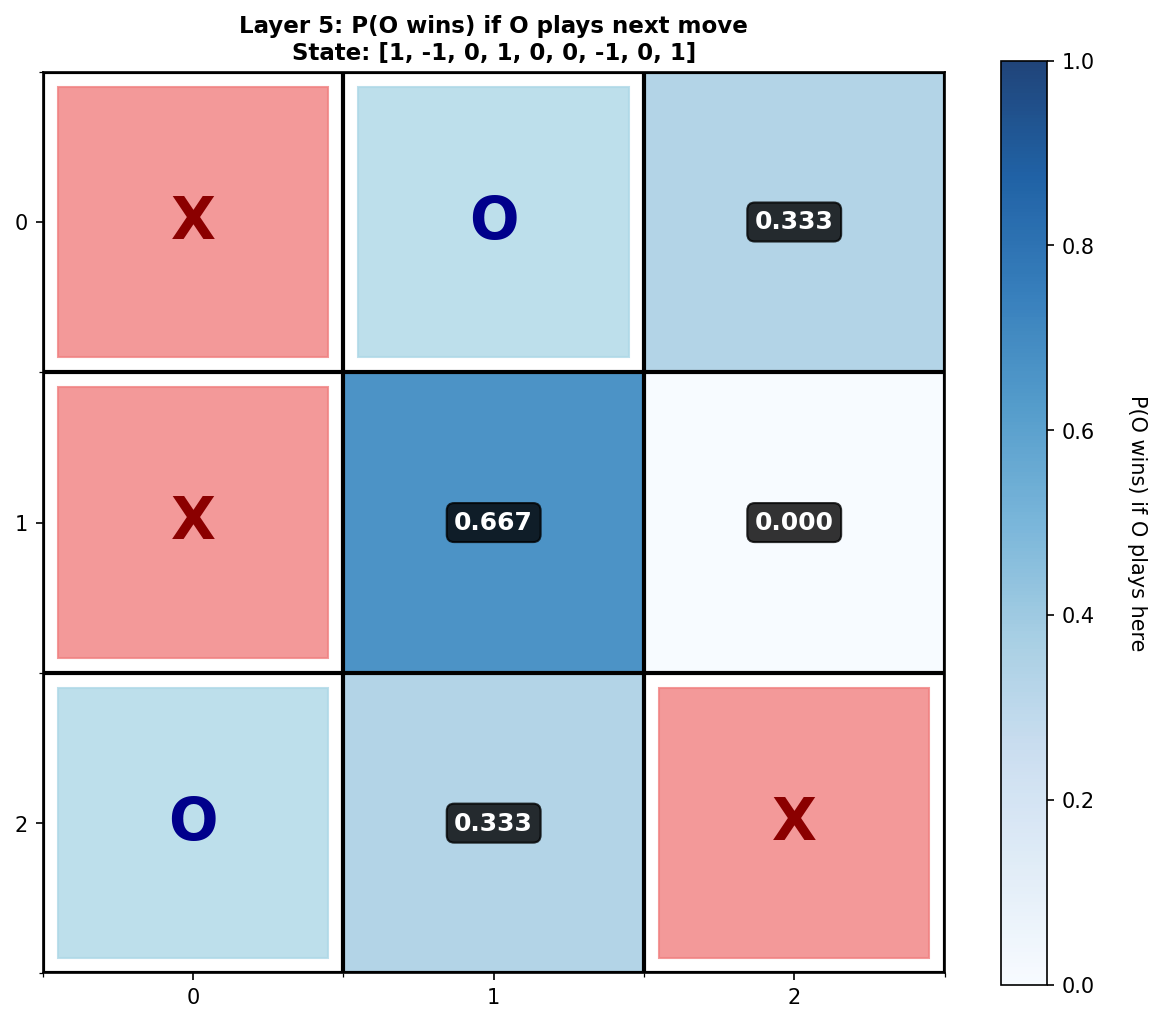 Layer 5: P(O wins) if O plays next move
State: [1, -1, 0, 1, 0, 0, -1, 0, 1]
X
O
0.333
X
0.667
0.000
O
0.333
X
0
1
2
0
1
2
1.0
0.8
0.6
0.4
0.2
0.0
P(O wins) if O plays here